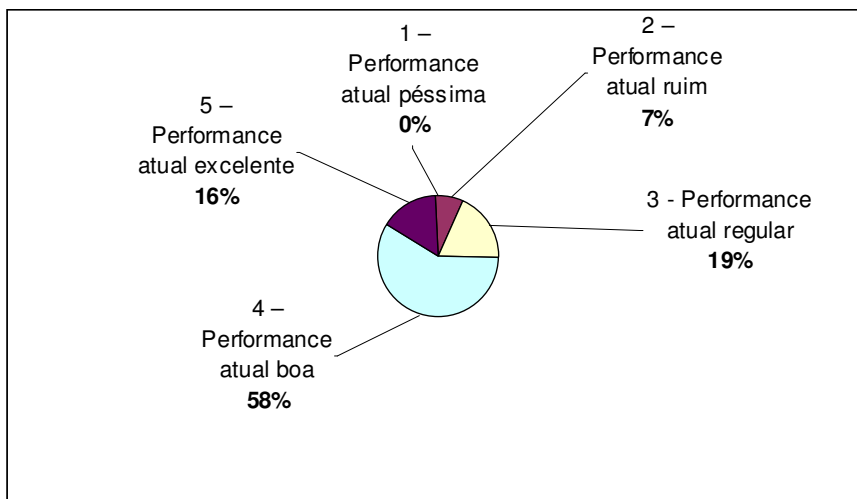 1 –
Performance
atual péssima
0%
2 –
Performance
atual ruim
7%
3 - Performance
atual regular
19%
4 –
Performance
atual boa
58%
5 –
Performance
atual excelente
16%